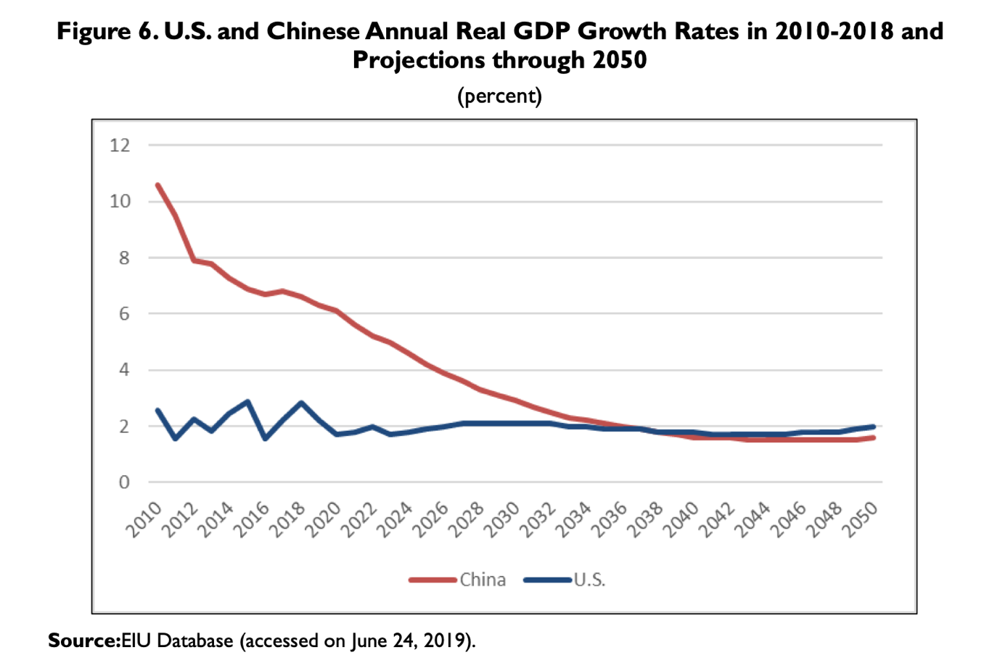 Figure 6. U.S. and Chinese Annual Real GDP Growth Rates in 2010-2018 and
Projections through 2050
(percent)
12
10
8
6
4
2
0
2010 2012 2014 2016 2018 2020 2022 2024 2026 2028 2030 2032 2034 2036 2038 2040 2042 2044 2046 2048 2050
China U.S.
Source:EIU Database (accessed on June 24, 2019).